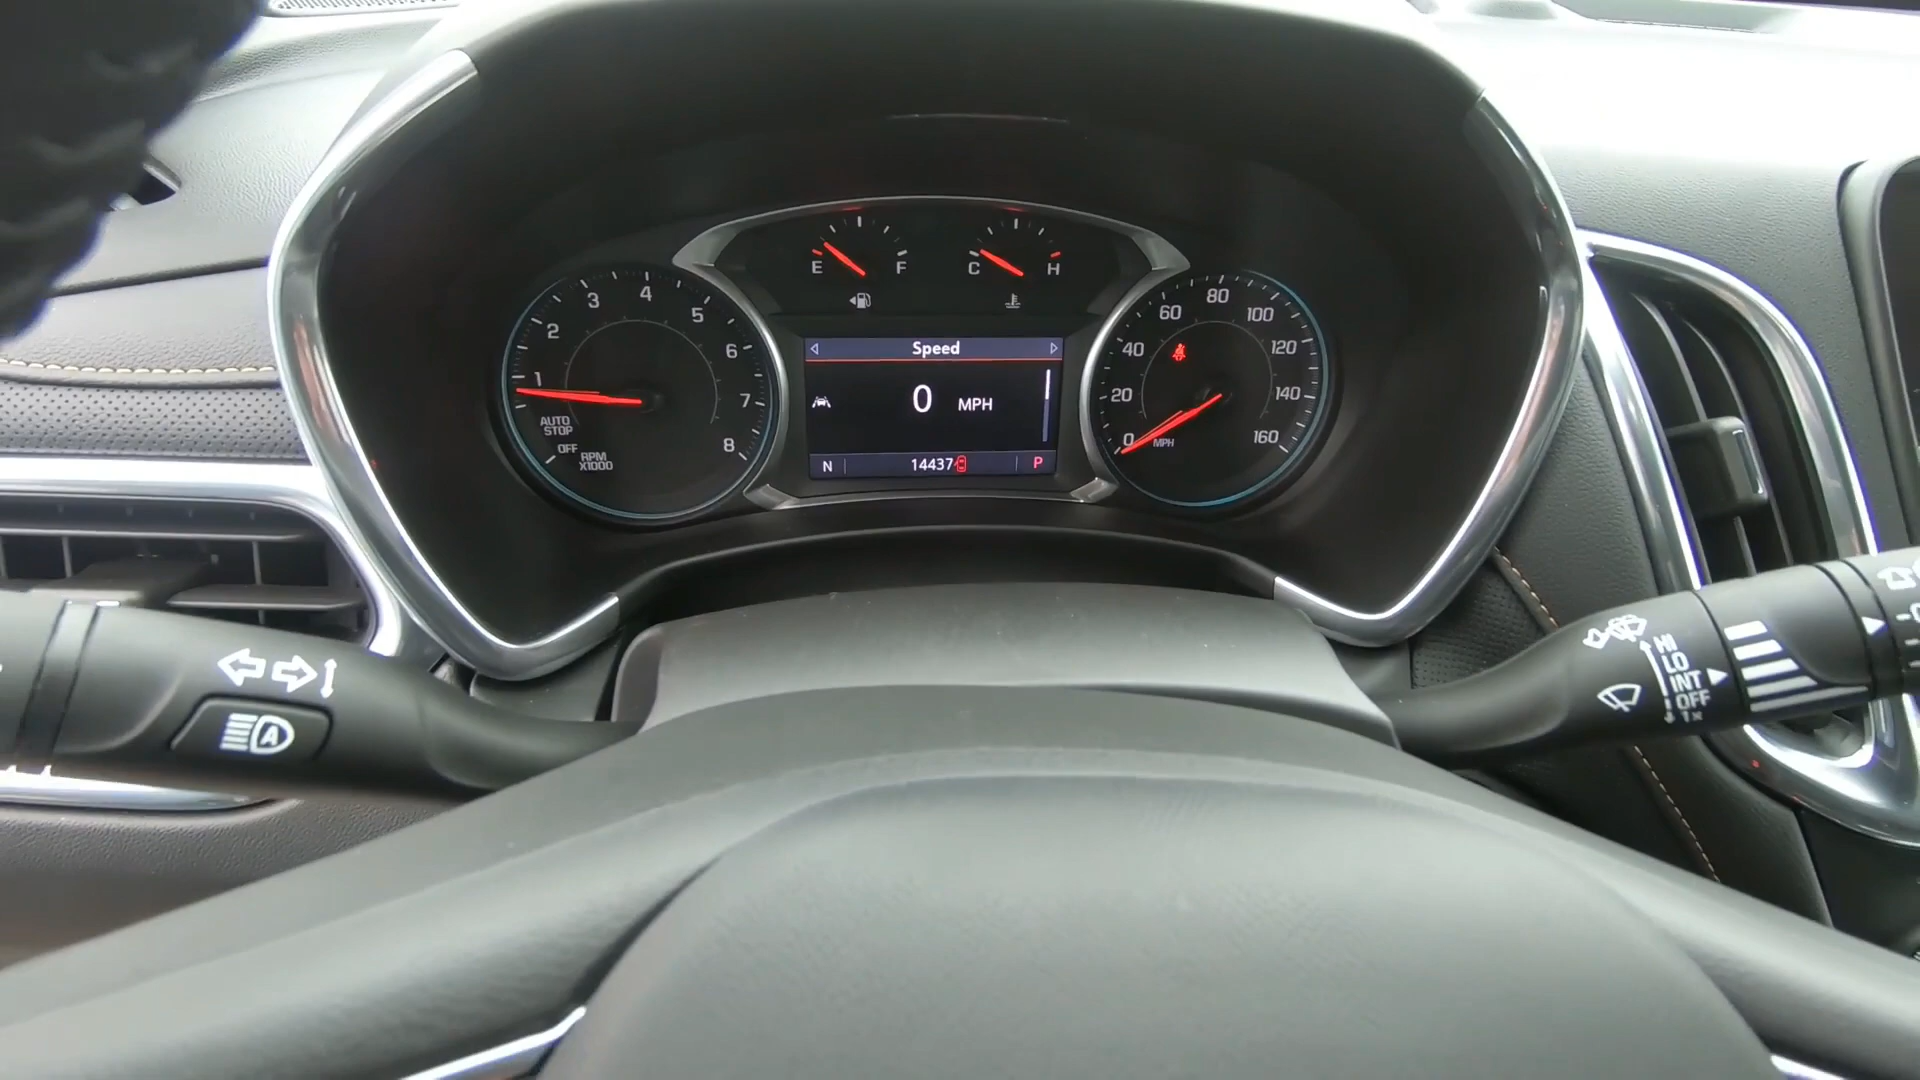 E F C H
1 2 3 4 5 6 7 8
AUTO
STOP
OFF
RPM
X1000
Speed
0 MPH
N 14437 P
0 20 40 60 80 100 120 140 160
MPH
A
HI
LO
INT
OFF
1x